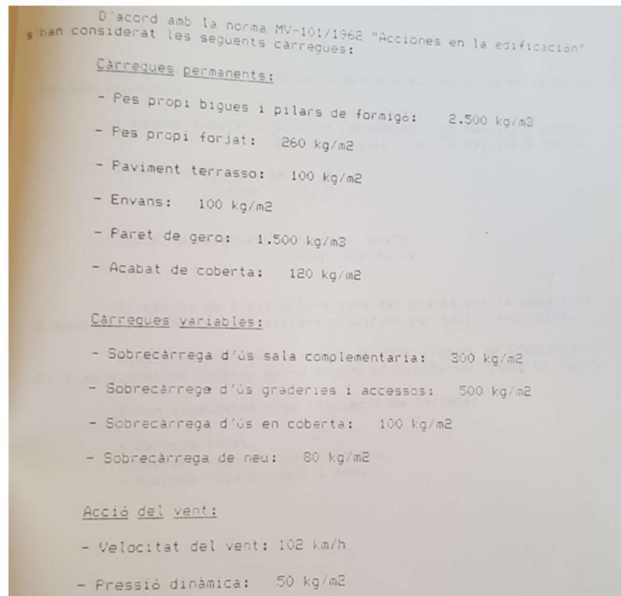 D'acord amb la norma MV-101/1962 "Acciones en la edificacion"
s'han considerat les seguents càrregues:
Càrregues permanents:
- Pes propi bigues i pilars de formigó: 2.500 kg/m3
- Pes propi forjat: 260 kg/m2
- Paviment terrasso: 100 kg/m2
- Envans: 100 kg/m2
- Paret de gero: 1.500 kg/m3
- Acabat de coberta: 120 kg/m2
Càrregues variables:
- Sobrecàrrega d'ús sala complementaria: 300 kg/m2
- Sobrecàrrega d'ús graderies i accessos: 500 kg/m2
- Sobrecàrrega d'ús en coberta: 100 kg/m2
- Sobrecàrrega de neu: 80 kg/m2
Acció del vent:
- Velocitat del vent: 102 km/h
- Pressió dinàmica: 50 kg/m2